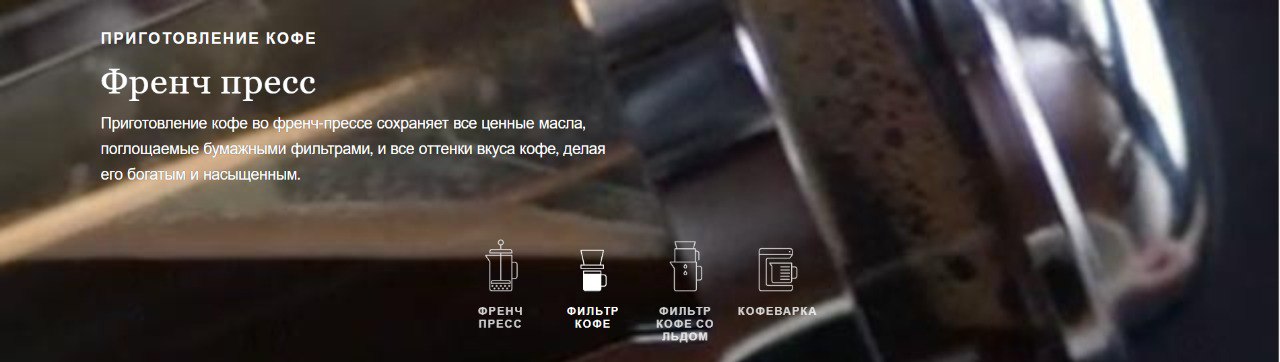 ПРИГОТОВЛЕНИЕ КОФЕ
Френч пресс
Приготовление кофе во френч-прессе сохраняет все ценные масла,
поглощаемые бумажными фильтрами, и все оттенки вкуса кофе, делая
его богатым и насыщенным.
ФРЕНЧ
ПРЕСС
ФИЛЬТР
КОФЕ
ФИЛЬТР
КОФЕ СО
ЛЬДОМ
КОФЕВАРКА